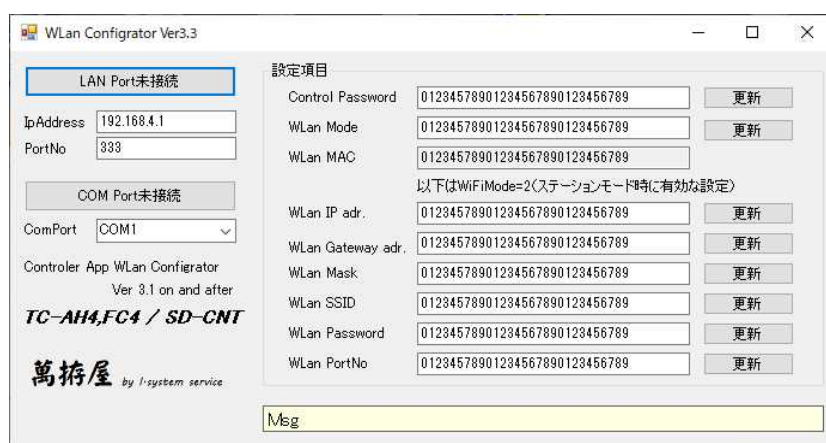 WLan Configrator Ver3.3
LAN Port未接続
IpAddress 192.168.4.1
PortNo 333
COM Port未接続
ComPort COM1
Controler App WLan Configrator
Ver 3.1 on and after
TC-AH4,FC4 / SD-CNT
萬拵屋 by I-system service
設定項目
Control Password 01234578901234567890123456789 更新
WLan Mode 01234578901234567890123456789 更新
WLan MAC 01234578901234567890123456789
以下はWiFiMode=2(ステーションモード時に有効な設定)
WLan IP adr. 01234578901234567890123456789 更新
WLan Gateway adr. 01234578901234567890123456789 更新
WLan Mask 01234578901234567890123456789 更新
WLan SSID 01234578901234567890123456789 更新
WLan Password 01234578901234567890123456789 更新
WLan PortNo 01234578901234567890123456789 更新
Msg